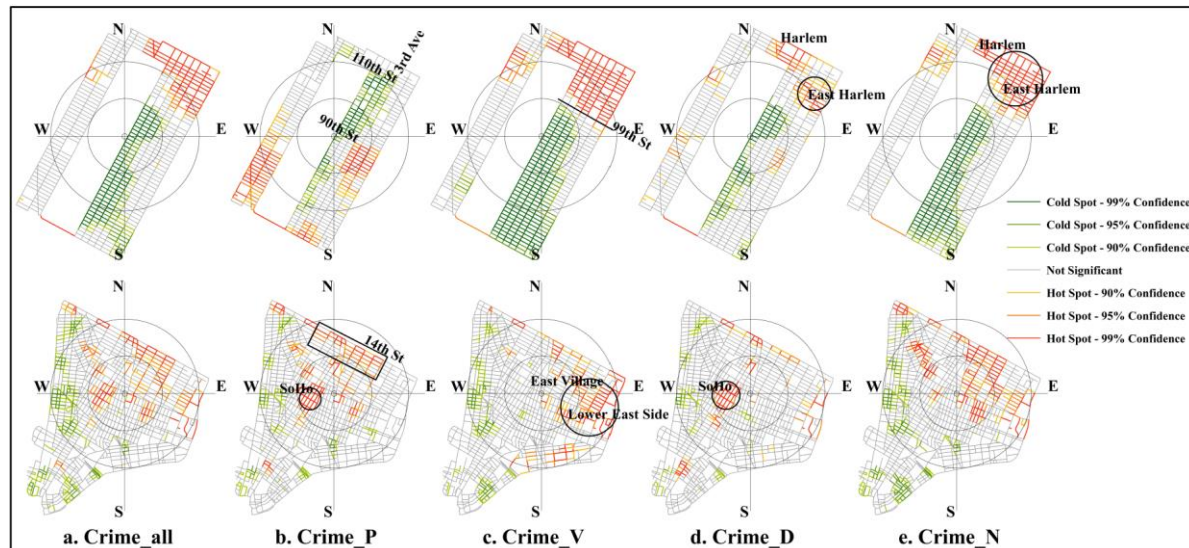 N
W
S
N
110th St
3rd Ave
90th St
S
N
99th St
E
S
N
Harlem
East Harlem
W
E
S
N
Harlem
East Harlem
W
E
S
Cold Spot - 99% Confidence
Cold Spot - 95% Confidence
Cold Spot - 90% Confidence
Not Significant
Hot Spot - 90% Confidence
Hot Spot - 95% Confidence
Hot Spot - 99% Confidence
N
W
E
S
N
14th St
SoHo
W
E
S
N
East Village
Lower East Side
W
E
S
N
SoHo
W
E
S
N
W
E
S
a. Crime_all
b. Crime_P
c. Crime_V
d. Crime_D
e. Crime_N